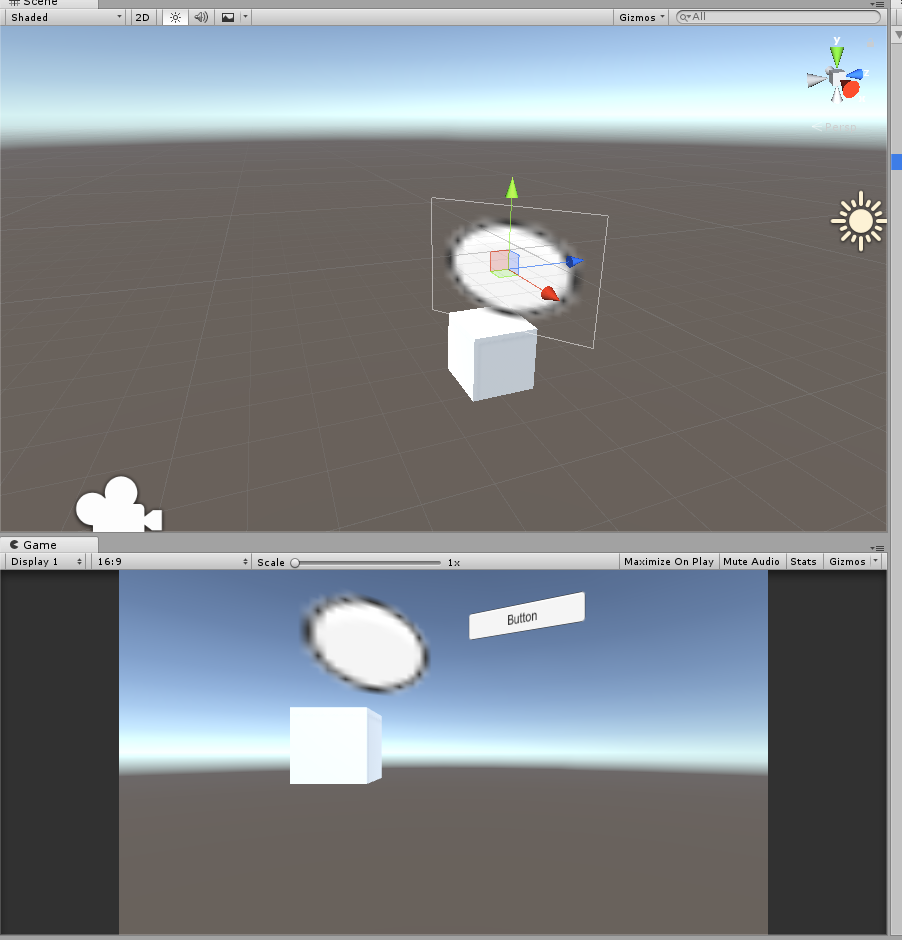 Scene
Shaded 2D Gizmos All
y
z
Persp
Game
Display 1 16:9 Scale 1x Maximize On Play Mute Audio Stats Gizmos
Button